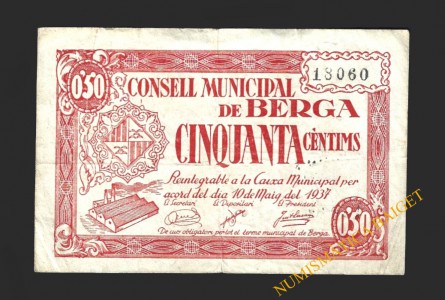 0'50
18060
CONSELL MUNICIPAL
DE BERGA
CINQUANTA CÈNTIMS
Reintegrable a la Caixa Municipal per
acord del dia 10 de Maig del 1937
El Secretari El Dipositari El President
De curs obligatori per tot el terme municipal de Berga
0'50